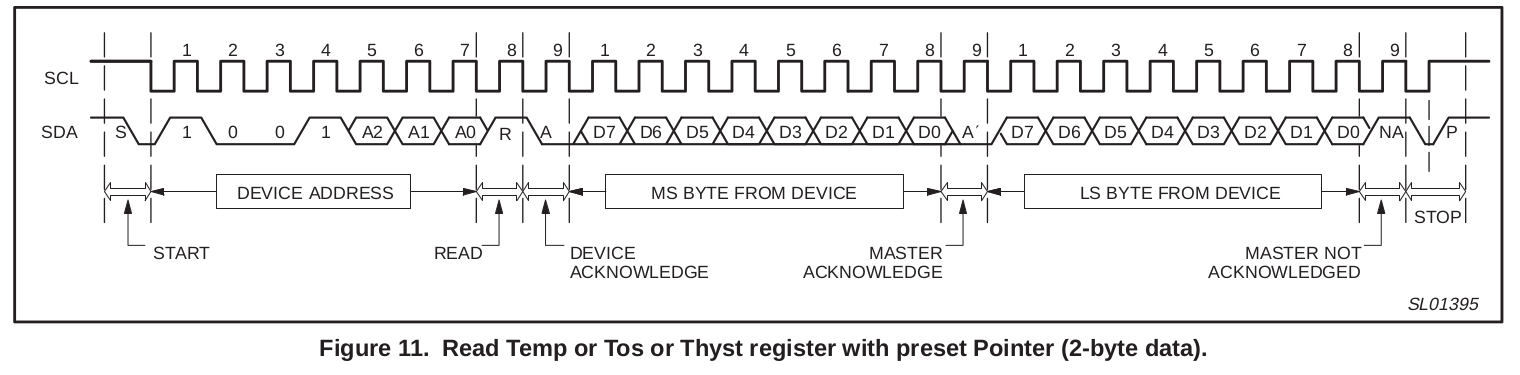 1 2 3 4 5 6 7 8 9 1 2 3 4 5 6 7 8 9 1 2 3 4 5 6 7 8 9
SCL
SDA S 1 0 0 1 A2 A1 A0 R A D7 D6 D5 D4 D3 D2 D1 D0 A´ D7 D6 D5 D4 D3 D2 D1 D0 NA P
DEVICE ADDRESS MS BYTE FROM DEVICE LS BYTE FROM DEVICE
STOP
START READ DEVICE MASTER MASTER NOT
ACKNOWLEDGE ACKNOWLEDGE ACKNOWLEDGED
SL01395
Figure 11. Read Temp or Tos or Thyst register with preset Pointer (2-byte data).